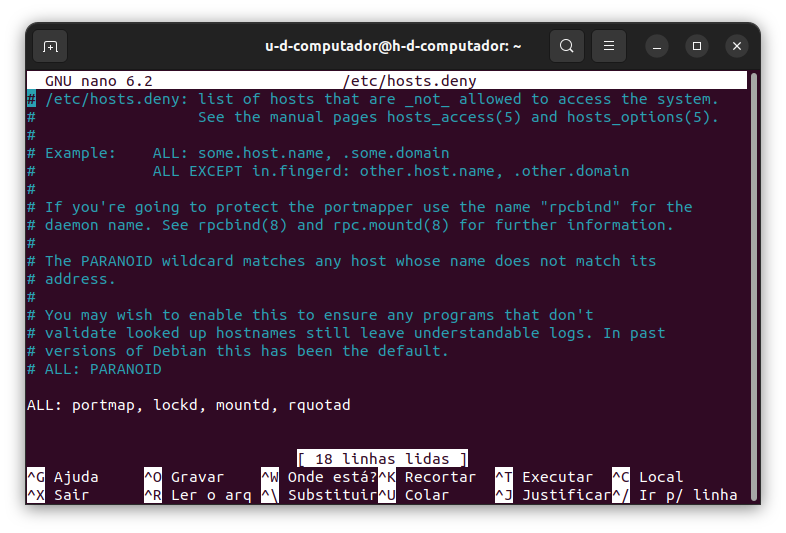 u-d-computador@h-d-computador: ~
GNU nano 6.2 /etc/hosts.deny
# /etc/hosts.deny: list of hosts that are _not_ allowed to access the system.
# See the manual pages hosts_access(5) and hosts_options(5).
#
# Example: ALL: some.host.name, .some.domain
# ALL EXCEPT in.fingerd: other.host.name, .other.domain
#
# If you're going to protect the portmapper use the name "rpcbind" for the
# daemon name. See rpcbind(8) and rpc.mountd(8) for further information.
#
# The PARANOID wildcard matches any host whose name does not match its
# address.
#
# You may wish to enable this to ensure any programs that don't
# validate looked up hostnames still leave understandable logs. In past
# versions of Debian this has been the default.
# ALL: PARANOID
ALL: portmap, lockd, mountd, rquotad
[ 18 linhas lidas ]
^G Ajuda ^O Gravar ^W Onde está? ^K Recortar ^T Executar ^C Local
^X Sair ^R Ler o arq ^\ Substituir ^U Colar ^J Justificar ^/ Ir p/ linha